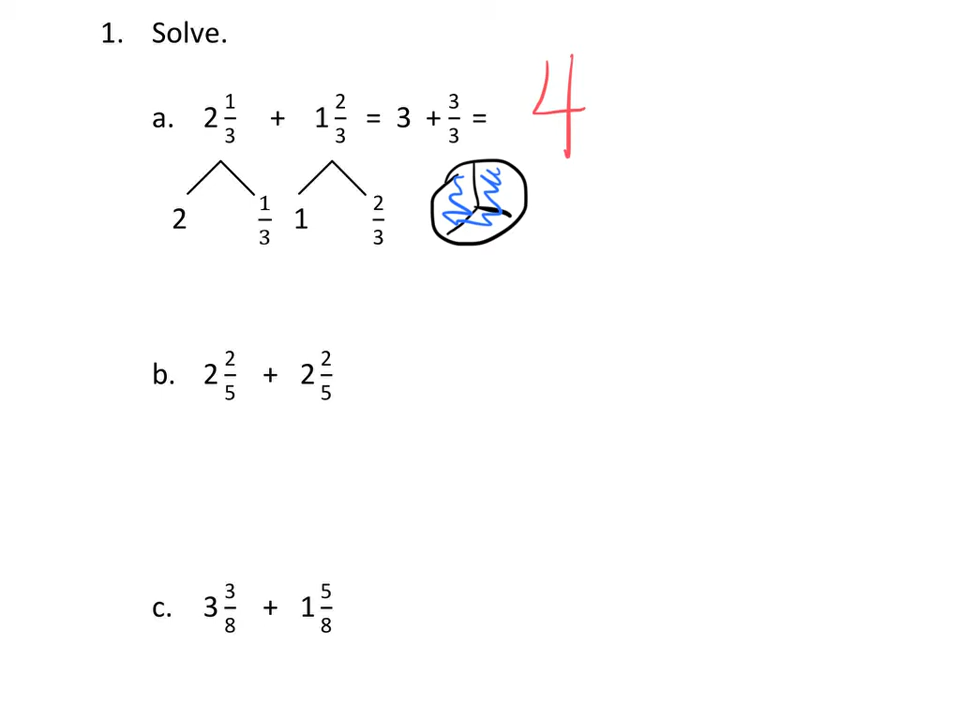 1. Solve.
a. 2 1/3 + 1 2/3 = 3 + 3/3 = 4
2 1/3 1 2/3
b. 2 2/5 + 2 2/5
c. 3 3/8 + 1 5/8